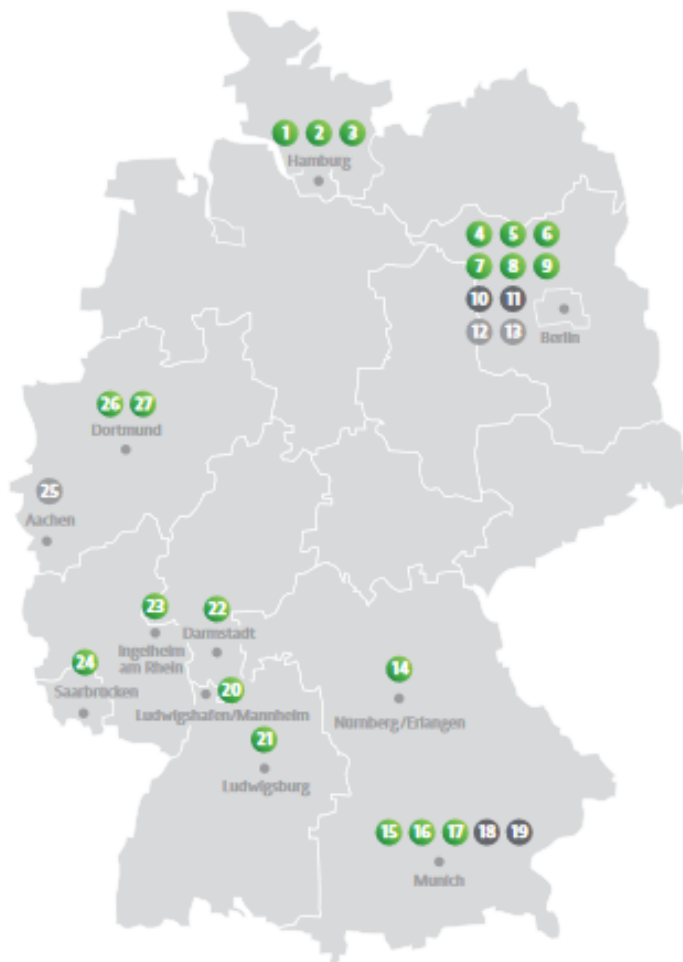 1 2 3
Hamburg
4 5 6
7 8 9
10 11
12 13
Berlin
26 27
Dortmund
25
Aachen
23
Ingelheim
am Rhein
22
Darmstadt
24
Saarbrücken
20
Ludwigshafen/Mannheim
21
Ludwigsburg
14
Nürnberg/Erlangen
15 16 17 18 19
Munich